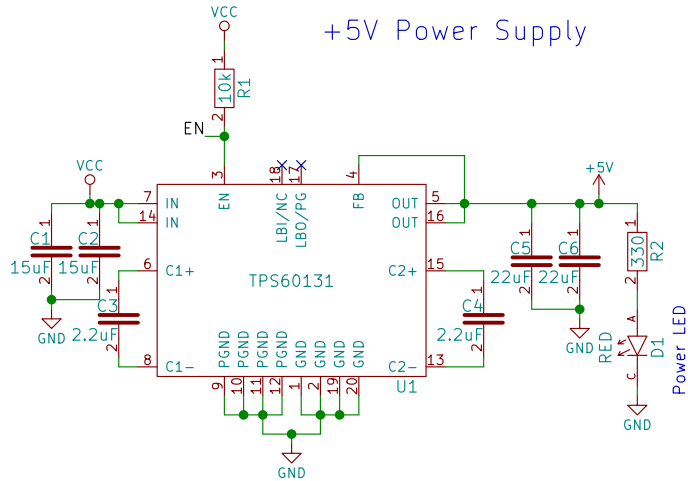 +5V Power Supply
VCC
1
10k
R1
2
EN
3
18
17
4
VCC
+5V
7 IN
14 IN
EN
LBI/NC
LBO/PG
FB
OUT 5
OUT 16
1
C1
15uF
2
1
C2
15uF
2
GND
6 C1+
1
C3
2.2uF
2
8 C1-
TPS60131
C2+ 15
1
C4
2.2uF
2
C2- 13
PGND
PGND
PGND
PGND
GND
GND
GND
GND
U1
9
10
11
12
1
2
19
20
GND
1
C5
22uF
2
1
C6
22uF
2
GND
1
330
R2
2
A
RED
D1
C
GND
Power LED